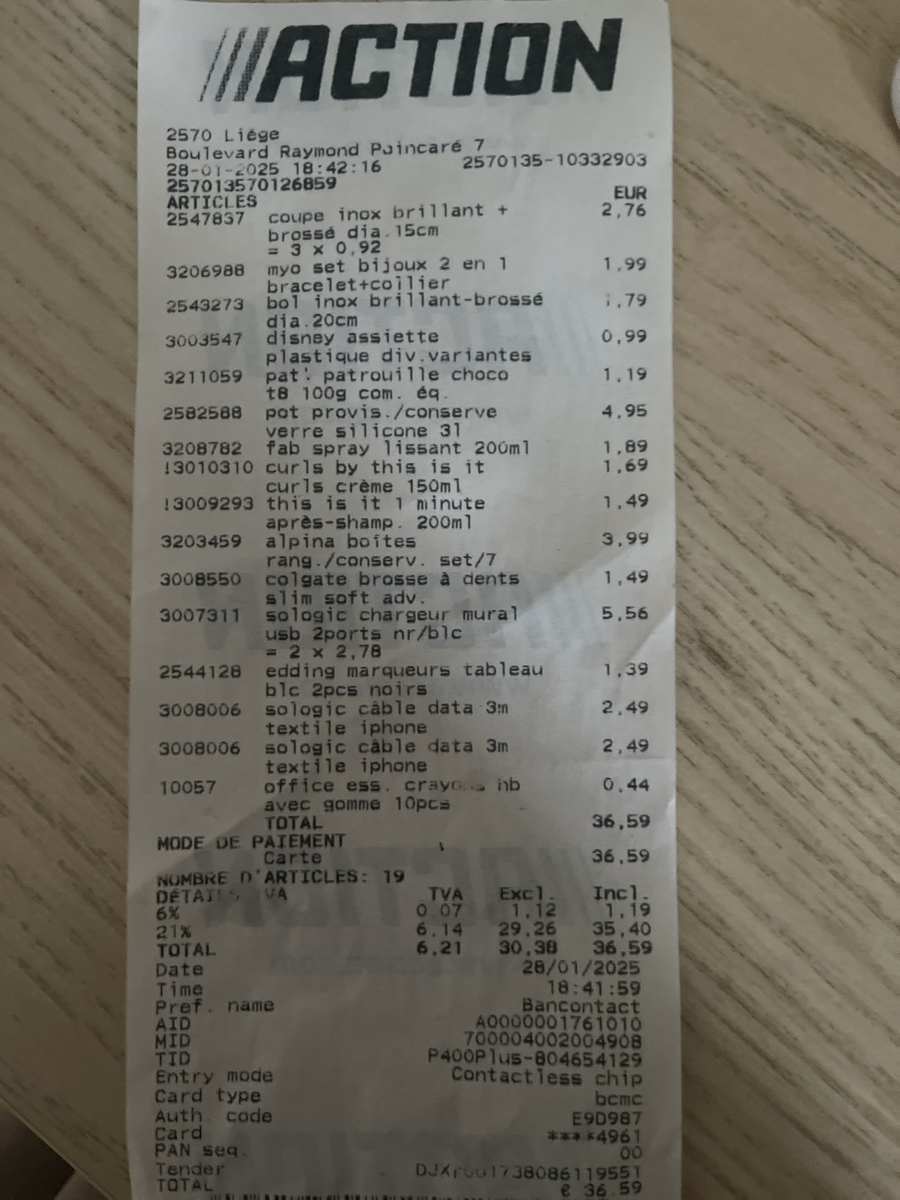 ACTION
2570 Liège
Boulevard Raymond Poincaré 7
28-01-2025 18:42:16 2570135-10332903
257013570126859
ARTICLES EUR
2547837 coupe inox brillant + 2,76
brossé dia.15cm
= 3 x 0,92
3206988 myo set bijoux 2 en 1 1,99
bracelet+collier
2543273 bol inox brillant-brossé 1,79
dia.20cm
3003547 disney assiette 0,99
plastique div.variantes
3211059 pat'. patrouille choco 1,19
t8 100g com. éq.
2582588 pot provis./conserve 4,95
verre silicone 3l
3208782 fab spray lissant 200ml 1,89
!3010310 curls by this is it 1,69
curls crème 150ml
!3009293 this is it 1 minute 1,49
après-shamp. 200ml
3203459 alpina boîtes 3,99
rang./conserv. set/7
3008550 colgate brosse à dents 1,49
slim soft adv.
3007311 sologic chargeur mural 5,56
usb 2ports nr/blc
= 2 x 2,78
2544128 edding marqueurs tableau 1,39
blc 2pcs noirs
3008006 sologic câble data 3m 2,49
textile iphone
3008006 sologic câble data 3m 2,49
textile iphone
10057 office ess. crayons hb 0,44
avec gomme 10pcs
TOTAL 36,59
MODE DE PAIEMENT
Carte 36,59
NOMBRE D'ARTICLES: 19
DÉTAILS TVA TVA Excl. Incl.
6% 0,07 1,12 1,19
21% 6,14 29,26 35,40
TOTAL 6,21 30,38 36,59
Date 28/01/2025
Time 18:41:59
Pref. name Bancontact
AID A0000001761010
MID 700004002004908
TID P400Plus-804654129
Entry mode Contactless chip
Card type bcmc
Auth. code E9D987
Card ****4961
PAN seq. 00
Tender
TOTAL € 36,59